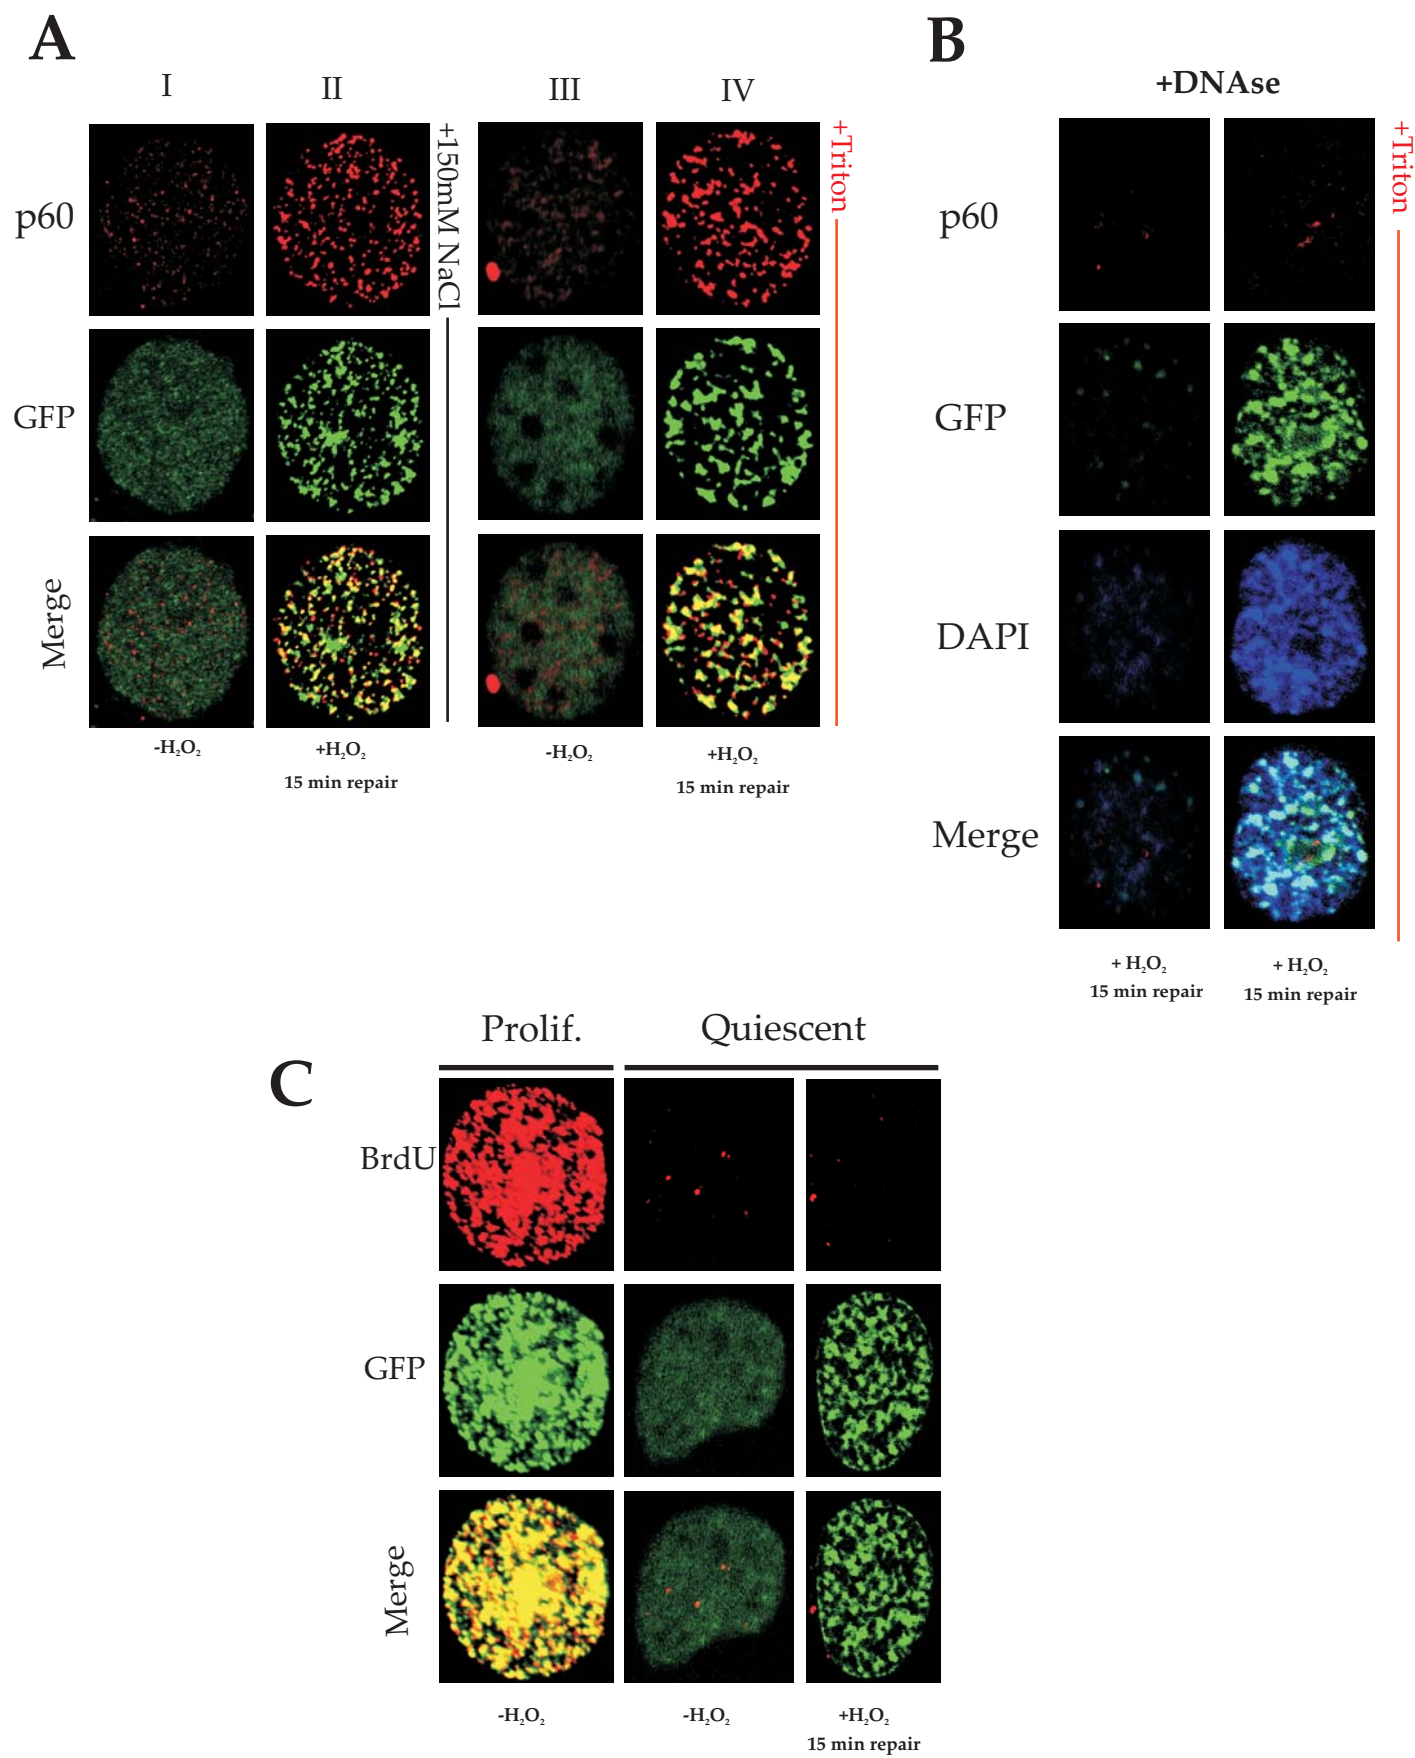 A
I
II
III
IV
+150mM NaCl
+Triton
p60
GFP
Merge
-H₂O₂
+H₂O₂
15 min repair
-H₂O₂
+H₂O₂
15 min repair
B
+DNAse
+Triton
p60
GFP
DAPI
Merge
+ H₂O₂
15 min repair
+ H₂O₂
15 min repair
C
Prolif.
Quiescent
BrdU
GFP
Merge
-H₂O₂
-H₂O₂
+H₂O₂
15 min repair